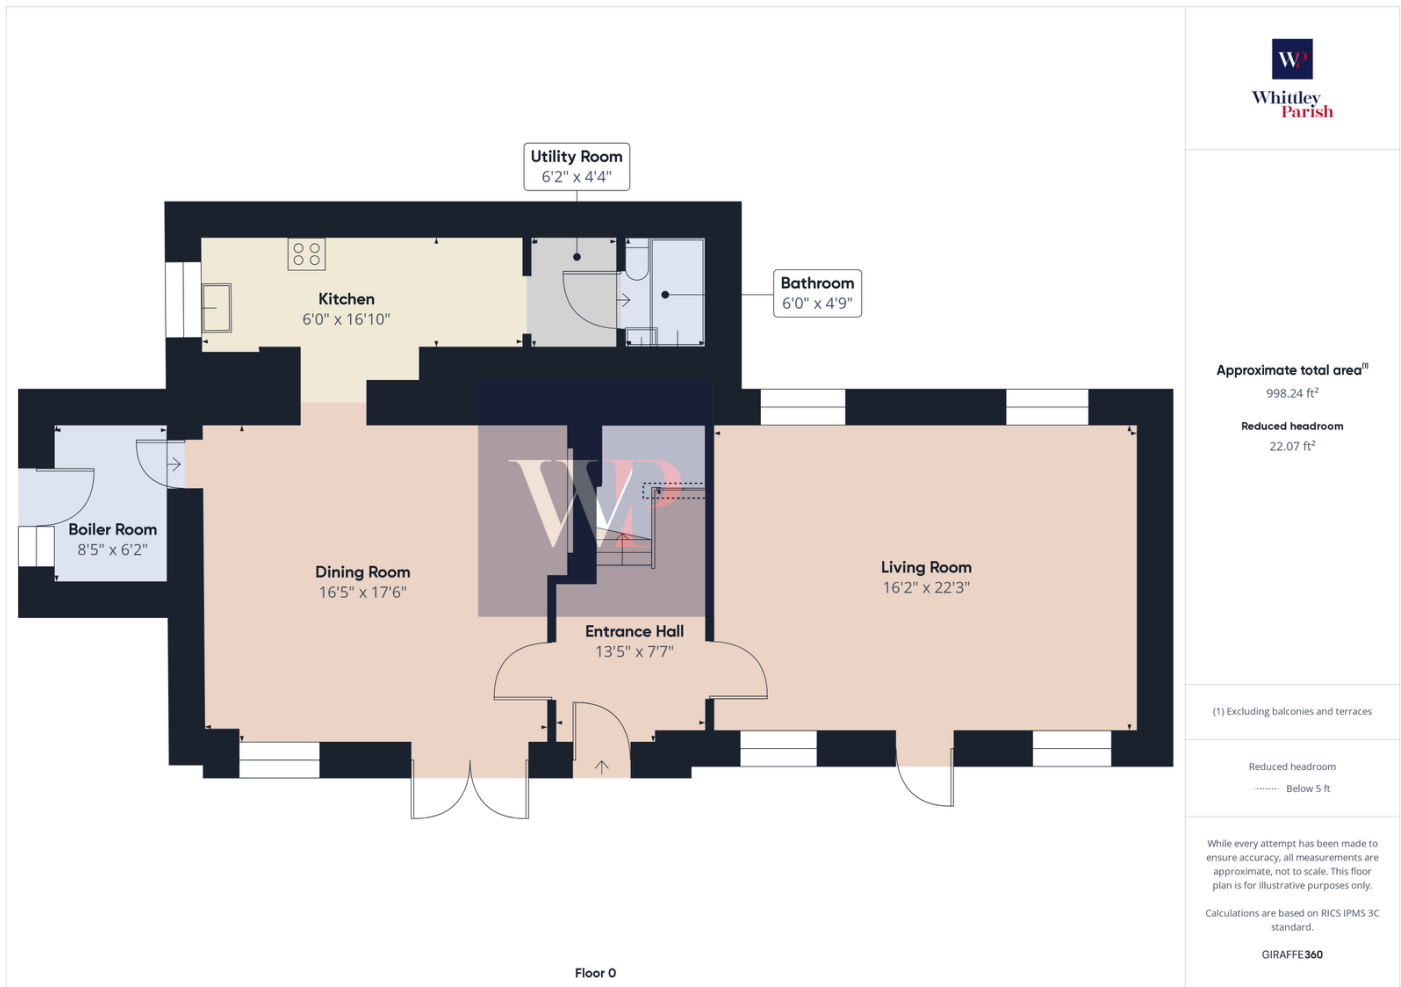 WP
Whittley
Parish
Utility Room
6'2" x 4'4"
Bathroom
6'0" x 4'9"
Kitchen
6'0" x 16'10"
Boiler Room
8'5" x 6'2"
Dining Room
16'5" x 17'6"
WP
Living Room
16'2" x 22'3"
Entrance Hall
13'5" x 7'7"
Floor 0
Approximate total area(1)
998.24 ft²
Reduced headroom
22.07 ft²
(1) Excluding balconies and terraces
Reduced headroom
Below 5 ft
While every attempt has been made to
ensure accuracy, all measurements are
approximate, not to scale. This floor
plan is for illustrative purposes only.
Calculations are based on RICS IPMS 3C
standard.
GIRAFFE360